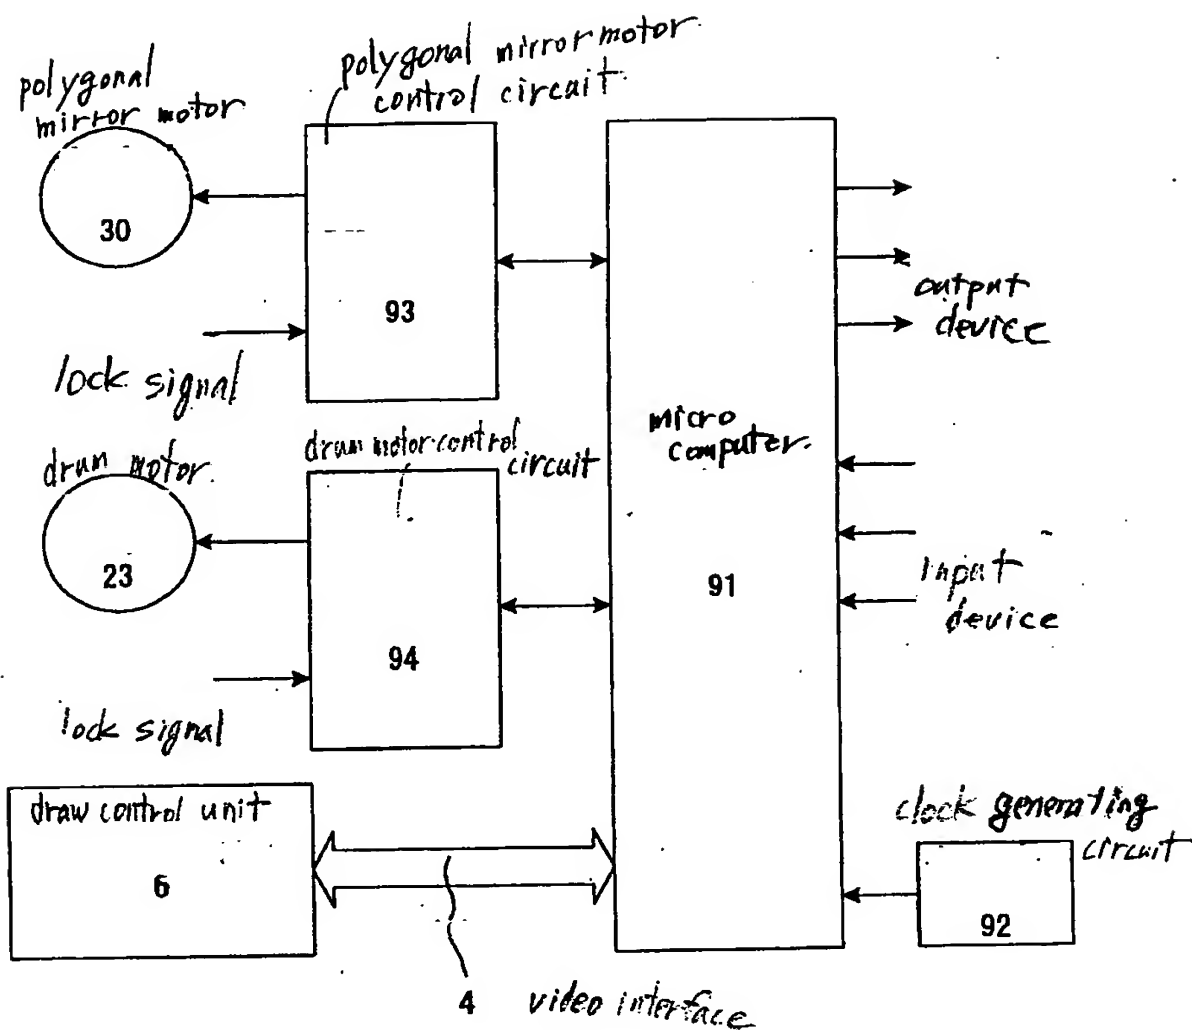 polygonal
mirror motor
30
polygonal mirror motor
control circuit
93
lock signal
drum motor
23
drum motor control
circuit
94
lock signal
draw control unit
6
4 video interface
micro
computer
91
output
device
input
device
clock generating
circuit
92